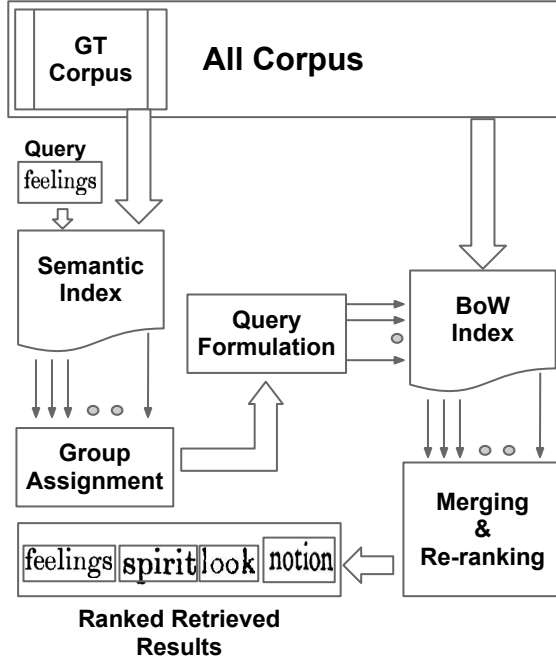 GT
Corpus
All Corpus
Query
feelings
Semantic
Index
Query
Formulation
BoW
Index
Group
Assignment
Merging
&
Re-ranking
feelings spirit look notion
Ranked Retrieved
Results